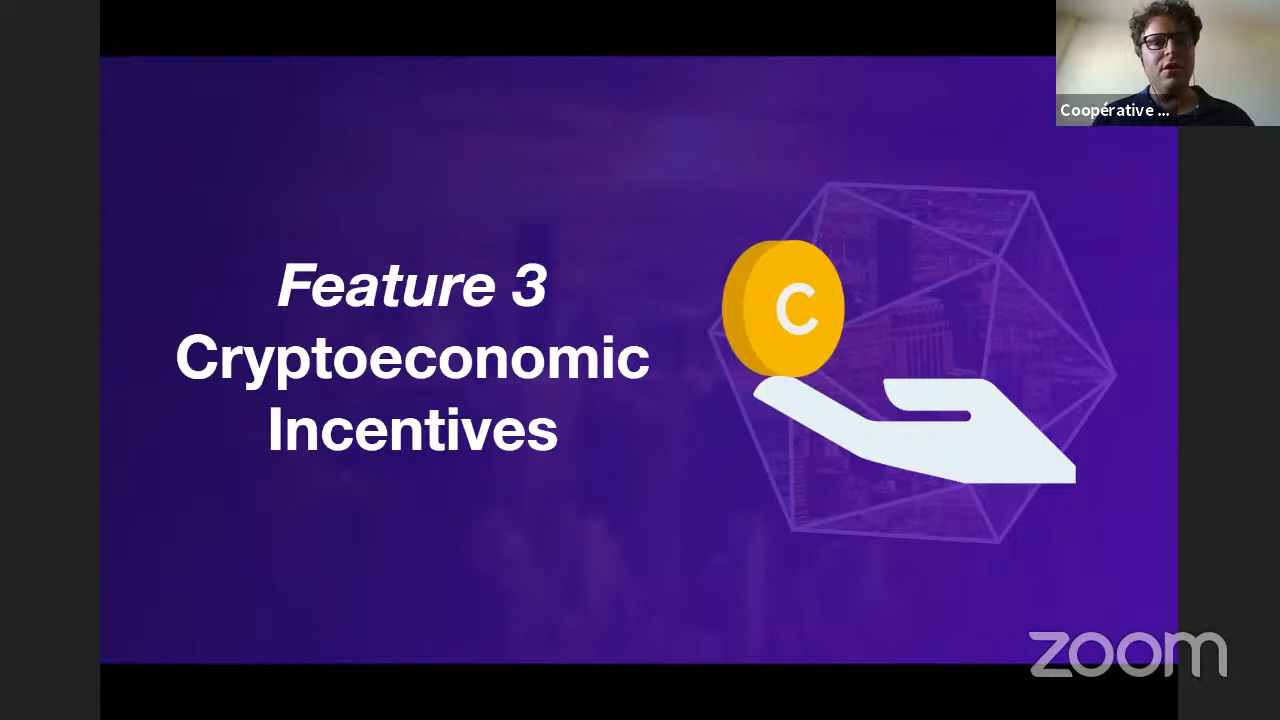 Coopérative ...
Feature 3
Cryptoeconomic
Incentives
C
zoom